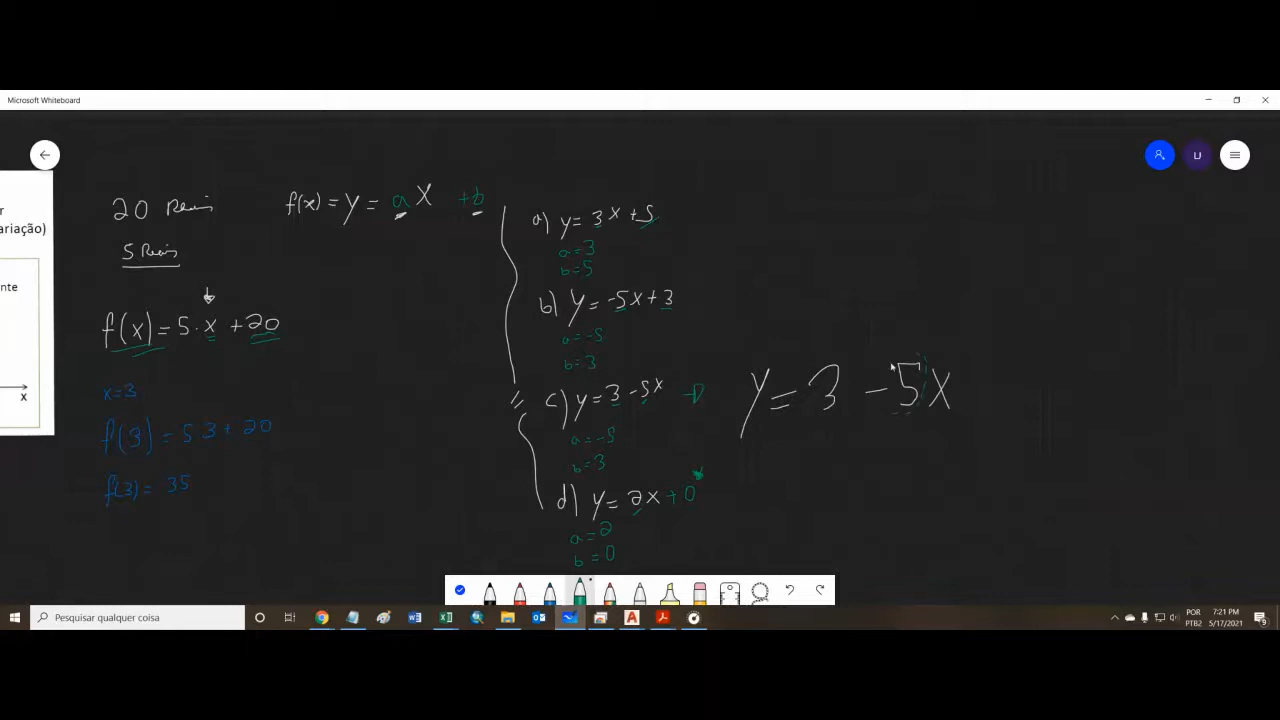 Microsoft Whiteboard
U
r
ariação)
nte
x
20 Reais
5 Reais
f(x) = 5 . x + 20
x=3
f(3) = 5 3 + 20
f(3) = 35
f(x) = y = a x + b
a) y = 3x + 5
a = 3
b = 5
b) y = -5x + 3
a = -5
b = 3
c) y = 3 - 5x
a = -5
b = 3
d) y = 2x + 0
a = 2
b = 0
y = 3 - 5x
Pesquisar qualquer coisa
POR
PTB2
7:21 PM
5/17/2021